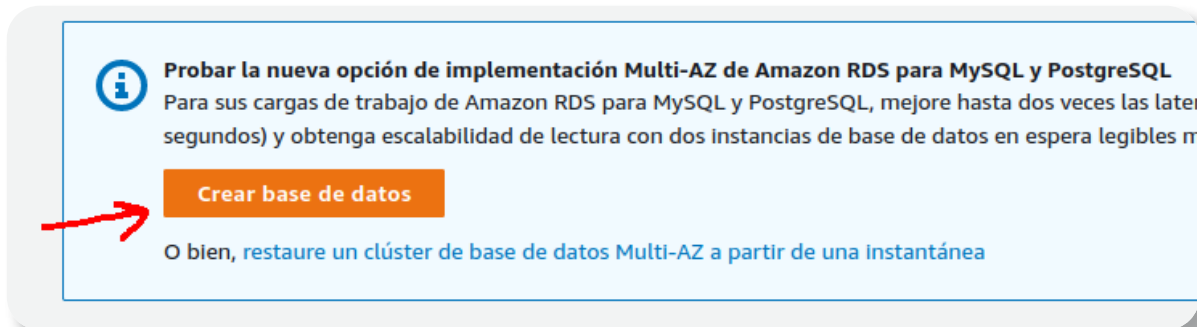 Probar la nueva opción de implementación Multi-AZ de Amazon RDS para MySQL y PostgreSQL
Para sus cargas de trabajo de Amazon RDS para MySQL y PostgreSQL, mejore hasta dos veces las
segundos) y obtenga escalabilidad de lectura con dos instancias de base de datos en espera legibles
Crear base de datos
O bien, restaure un clúster de base de datos Multi-AZ a partir de una instantánea